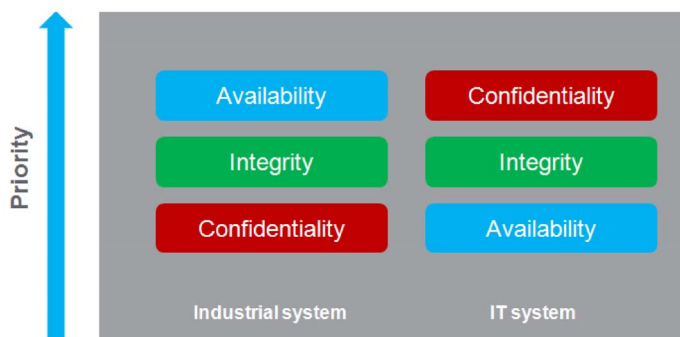 Priority
Availability
Confidentiality
Integrity
Integrity
Confidentiality
Availability
Industrial system
IT system